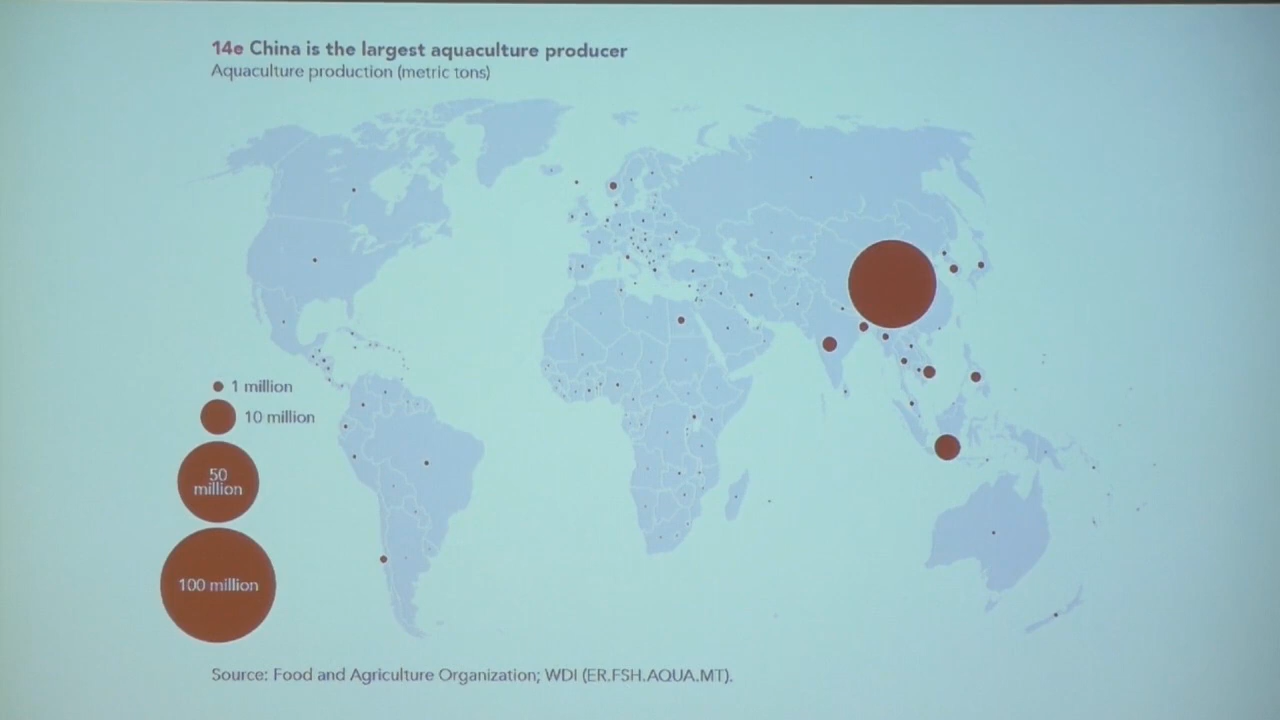 14e China is the largest aquaculture producer
Aquaculture production (metric tons)
1 million
10 million
50
million
100 million
Source: Food and Agriculture Organization; WDI (ER.FSH.AQUA.MT).